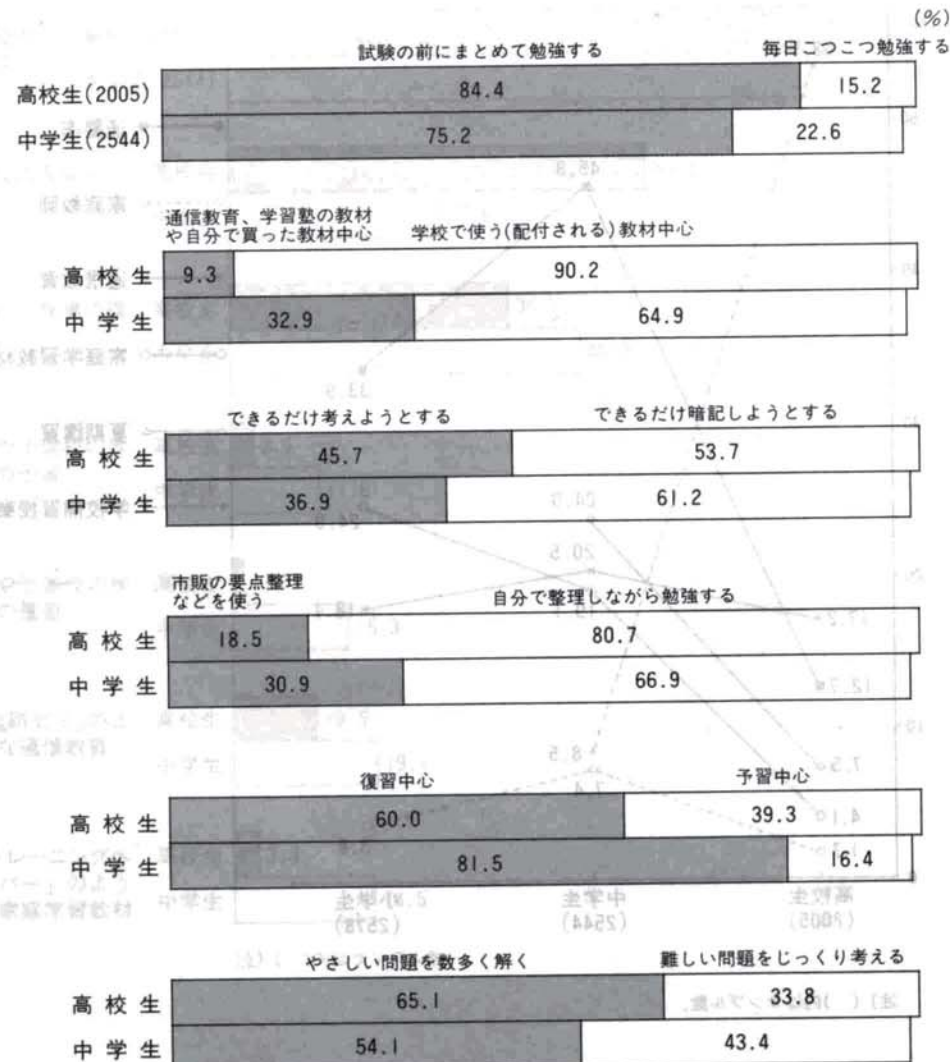 (%)
試験の前にまとめて勉強する 毎日こつこつ勉強する
高校生(2005) 84.4 15.2
中学生(2544) 75.2 22.6
通信教育、学習塾の教材
や自分で買った教材中心 学校で使う(配付される)教材中心
高校生 9.3 90.2
中学生 32.9 64.9
できるだけ考えようとする できるだけ暗記しようとする
高校生 45.7 53.7
中学生 36.9 61.2
市販の要点整理
などを使う 自分で整理しながら勉強する
高校生 18.5 80.7
中学生 30.9 66.9
復習中心 予習中心
高校生 60.0 39.3
中学生 81.5 16.4
やさしい問題を数多く解く 難しい問題をじっくり考える
高校生 65.1 33.8
中学生 54.1 43.4